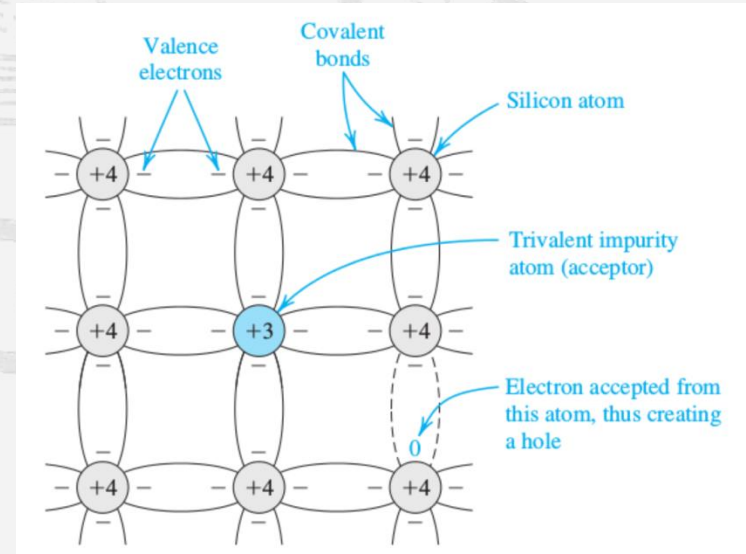 Valence
electrons
Covalent
bonds
Silicon atom
+4
+4
+4
Trivalent impurity
atom (acceptor)
+4
+3
+4
Electron accepted from
this atom, thus creating
a hole
0
+4
+4
+4